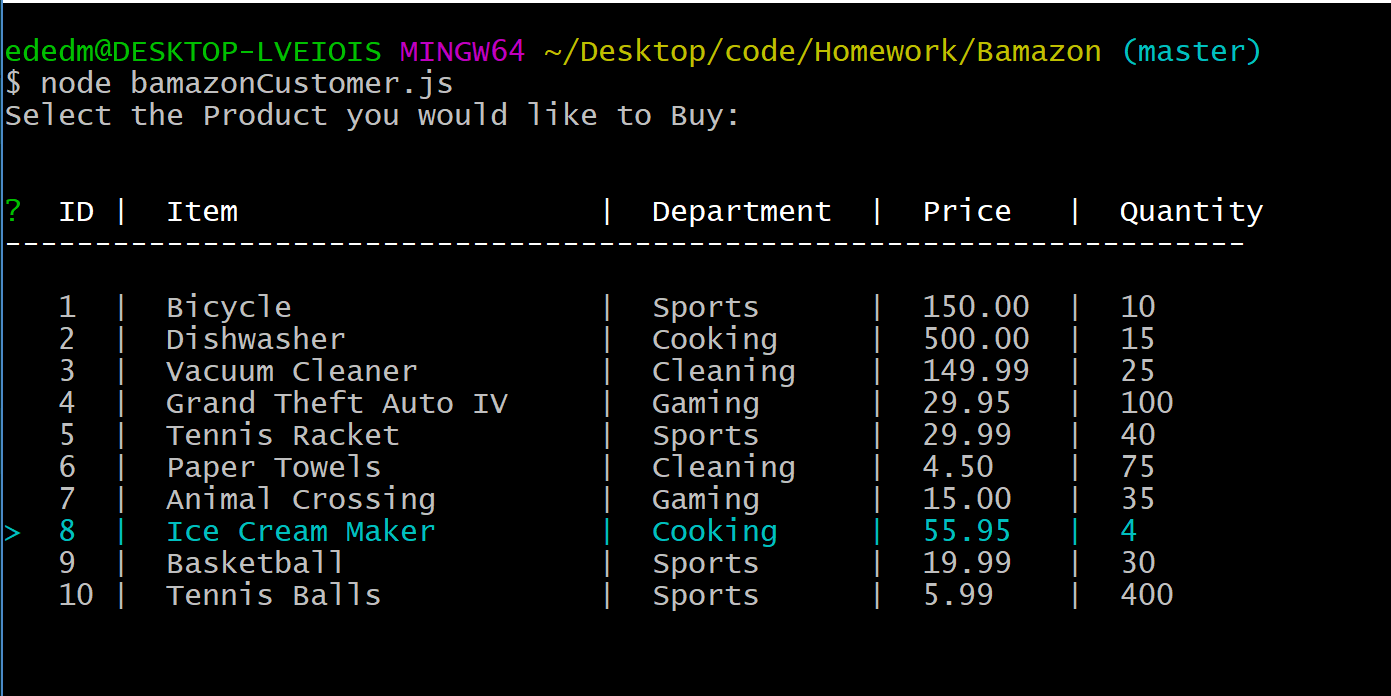 ededm@DESKTOP-LVEIOIS MINGW64 ~/Desktop/code/Homework/Bamazon (master)
$ node bamazonCustomer.js
Select the Product you would like to Buy:
?  ID |  Item                    |  Department  |  Price   |  Quantity
---------------------------------------------------------------------
   1  |  Bicycle                 |  Sports      |  150.00  |  10
   2  |  Dishwasher              |  Cooking     |  500.00  |  15
   3  |  Vacuum Cleaner          |  Cleaning    |  149.99  |  25
   4  |  Grand Theft Auto IV     |  Gaming      |  29.95   |  100
   5  |  Tennis Racket           |  Sports      |  29.99   |  40
   6  |  Paper Towels            |  Cleaning    |  4.50    |  75
   7  |  Animal Crossing         |  Gaming      |  15.00   |  35
>  8  |  Ice Cream Maker         |  Cooking     |  55.95   |  4
   9  |  Basketball              |  Sports      |  19.99   |  30
   10 |  Tennis Balls            |  Sports      |  5.99    |  400